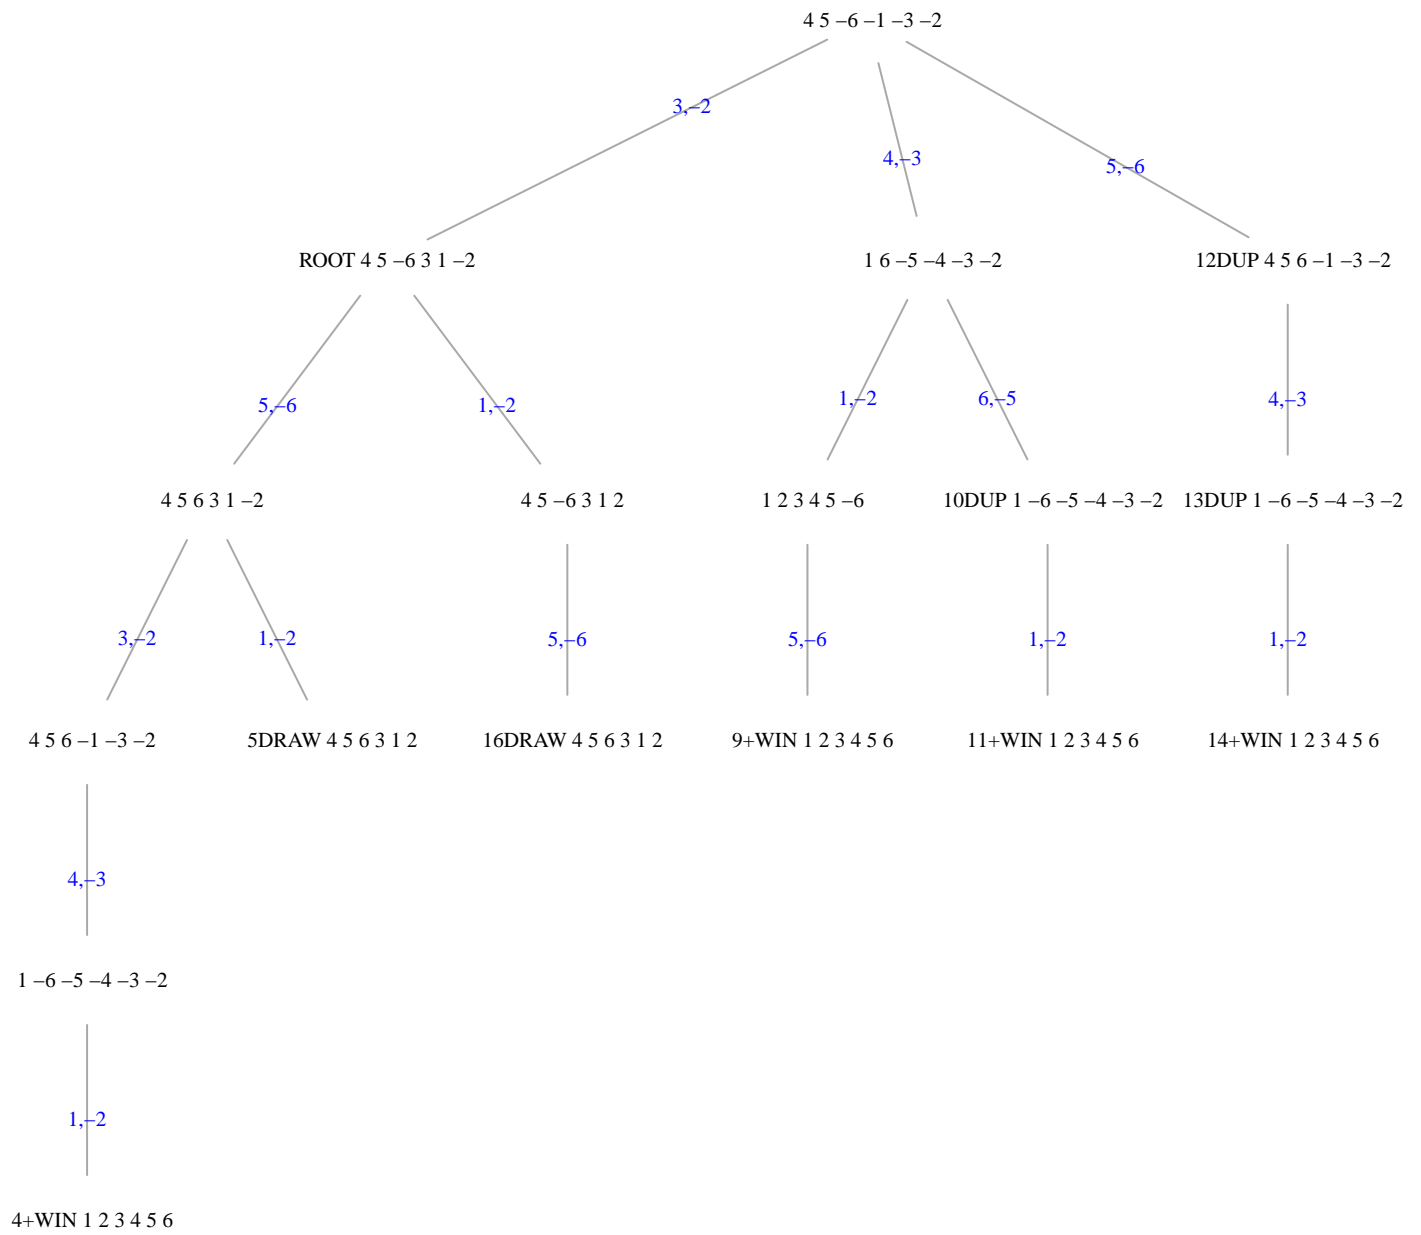 4 5 –6 –1 –3 –2
3,–2
4,–3
5,–6
ROOT 4 5 –6 3 1 –2
1 6 –5 –4 –3 –2
12DUP 4 5 6 –1 –3 –2
5,–6
1,–2
1,–2
6,–5
4,–3
4 5 6 3 1 –2
4 5 –6 3 1 2
1 2 3 4 5 –6
10DUP 1 –6 –5 –4 –3 –2
13DUP 1 –6 –5 –4 –3 –2
3,–2
1,–2
5,–6
5,–6
1,–2
1,–2
4 5 6 –1 –3 –2
5DRAW 4 5 6 3 1 2
16DRAW 4 5 6 3 1 2
9+WIN 1 2 3 4 5 6
11+WIN 1 2 3 4 5 6
14+WIN 1 2 3 4 5 6
4,–3
1 –6 –5 –4 –3 –2
1,–2
4+WIN 1 2 3 4 5 6